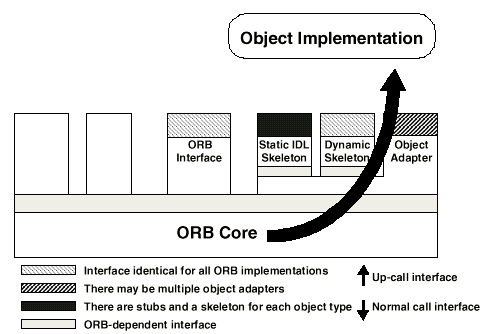 Object Implementation
ORB
Interface
Static IDL
Skeleton
Dynamic
Skeleton
Object
Adapter
ORB Core
Interface identical for all ORB implementations
There may be multiple object adapters
There are stubs and a skeleton for each object type
ORB-dependent interface
Up-call interface
Normal call interface